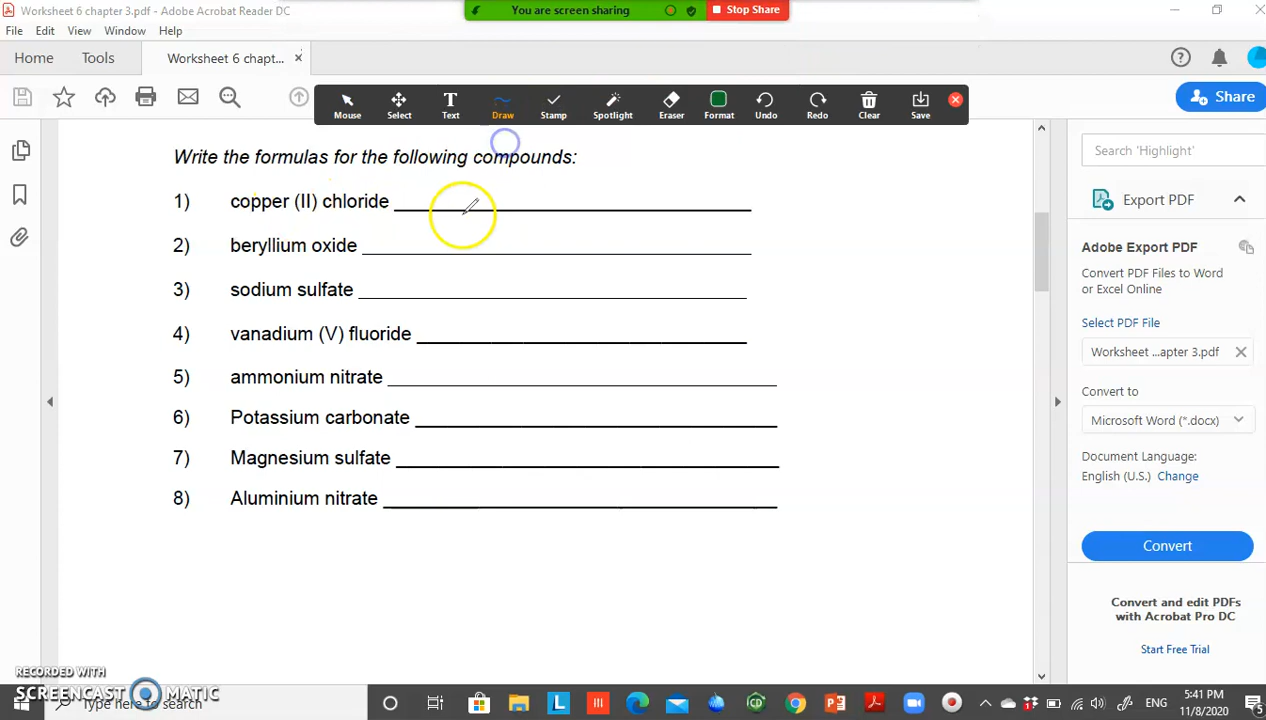 Worksheet 6 chapter 3.pdf - Adobe Acrobat Reader DC
You are screen sharing
Stop Share
File Edit View Window Help
Home Tools Worksheet 6 chapt... ×
Share
Mouse Select Text Draw Stamp Spotlight Eraser Format Undo Redo Clear Save
Write the formulas for the following compounds:
1) copper (II) chloride
2) beryllium oxide
3) sodium sulfate
4) vanadium (V) fluoride
5) ammonium nitrate
6) Potassium carbonate
7) Magnesium sulfate
8) Aluminium nitrate
Search 'Highlight'
Export PDF
Adobe Export PDF
Convert PDF Files to Word
or Excel Online
Select PDF File
Worksheet ...apter 3.pdf
Convert to
Microsoft Word (*.docx)
Document Language:
English (U.S.) Change
Convert
Convert and edit PDFs
with Acrobat Pro DC
Start Free Trial
RECORDED WITH
SCREENCAST MATIC
Type here to search
ENG
5:41 PM
11/8/2020
5